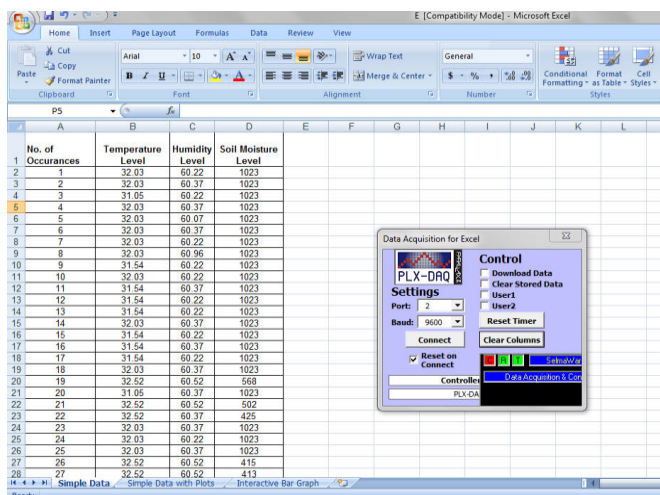 E [Compatibility Mode] - Microsoft Excel
Home Insert Page Layout Formulas Data Review View
Cut
Copy
Format Painter
Paste
Clipboard
Arial 10
B I U
Font
Wrap Text
Merge & Center
Alignment
General
$ % ,
Number
Conditional Formatting
Format as Table
Cell Styles
Styles
P5 fx
A B C D E F G H I J K L
1 No. of Occurances Temperature Level Humidity Level Soil Moisture Level
2 1 32.03 60.22 1023
3 2 32.03 60.37 1023
4 3 31.05 60.22 1023
5 4 32.03 60.37 1023
6 5 32.03 60.07 1023
7 6 32.03 60.37 1023
8 7 32.03 60.22 1023
9 8 32.03 60.96 1023
10 9 31.54 60.22 1023
11 10 32.03 60.22 1023
12 11 31.54 60.37 1023
13 12 31.54 60.22 1023
14 13 31.54 60.22 1023
15 14 32.03 60.37 1023
16 15 31.54 60.22 1023
17 16 31.54 60.37 1023
18 17 31.54 60.22 1023
19 18 32.03 60.37 1023
20 19 32.52 60.52 568
21 20 31.05 60.37 1023
22 21 32.52 60.52 502
23 22 32.52 60.37 425
24 23 32.03 60.37 1023
25 24 32.03 60.22 1023
26 25 32.03 60.37 1023
27 26 32.52 60.52 415
28 27 32.52 60.52 413
Data Acquisition for Excel
PLX-DAQ
PARALLAX
Control
Download Data
Clear Stored Data
User1
User2
Settings
Port: 2
Baud: 9600
Reset Timer
Connect
Clear Columns
Reset on Connect
C R T SelmaWar
Data Acquisition & Con
Controlle
PLX-DA
Simple Data Simple Data with Plots Interactive Bar Graph
Ready